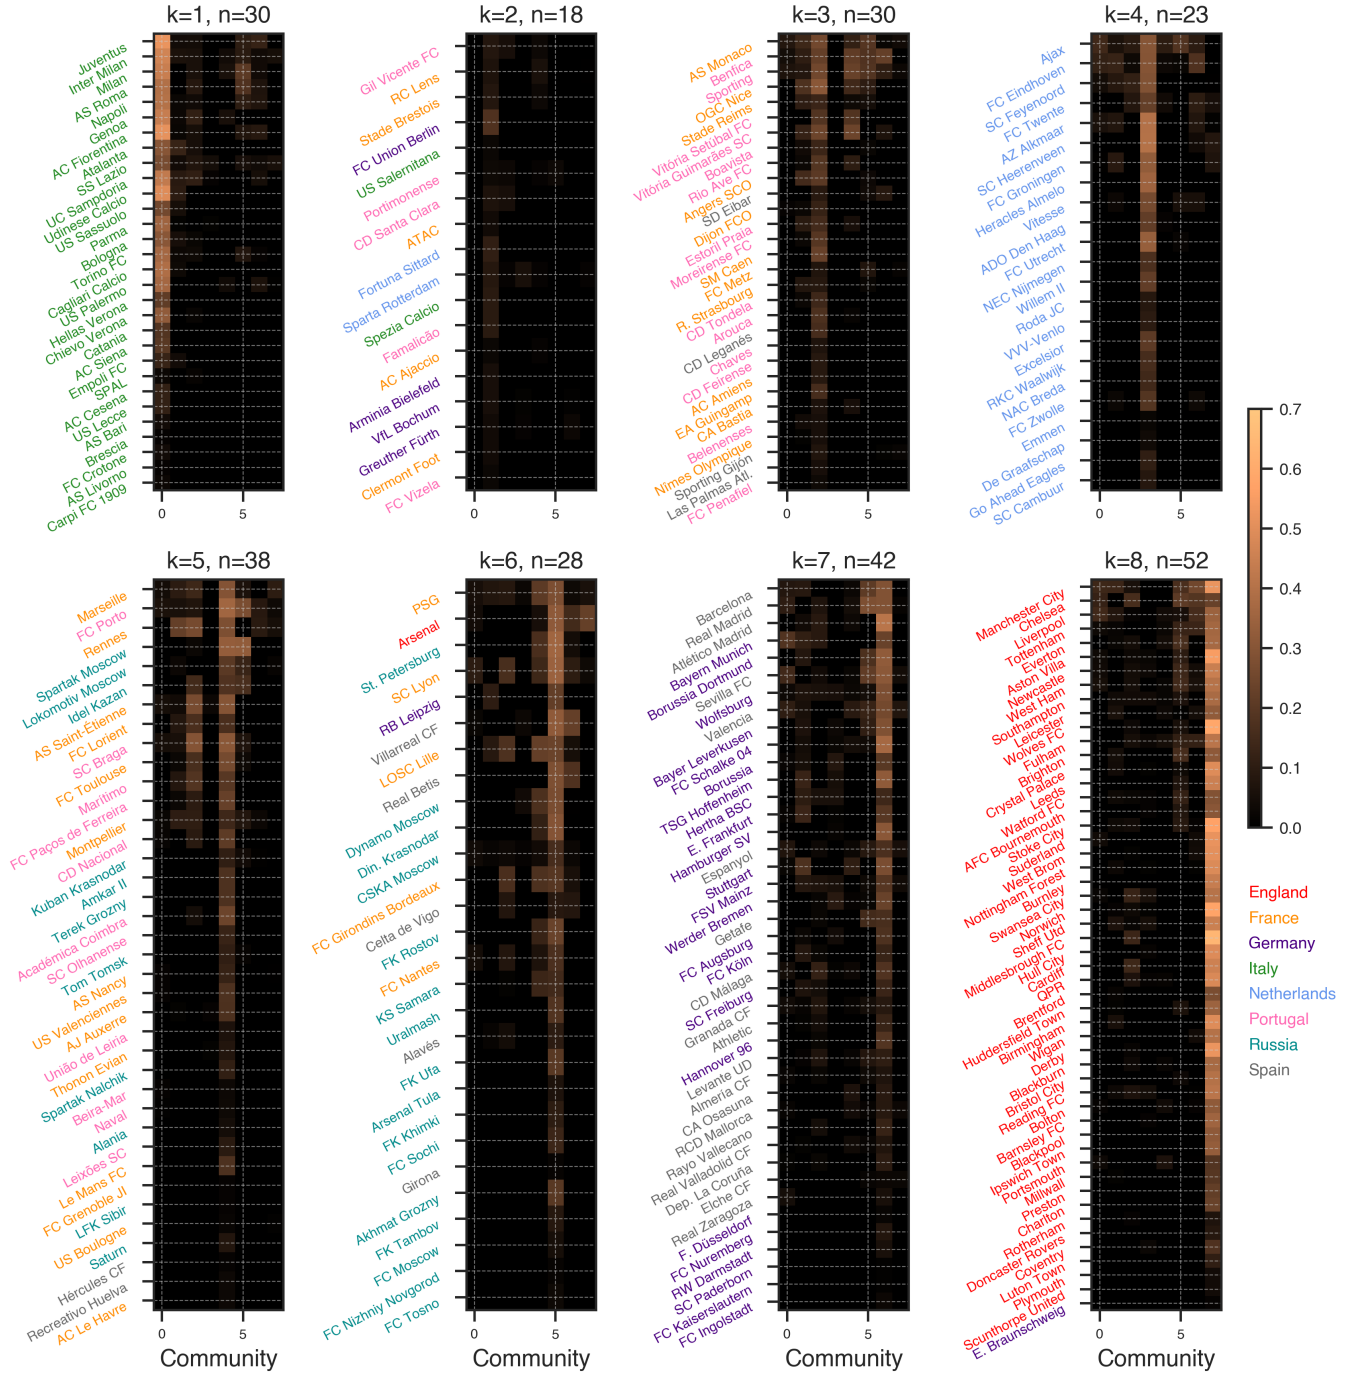 k=1, n=30
Juventus
Inter Milan
Milan
AS Roma
Napoli
Genoa
AC Fiorentina
Atalanta
SS Lazio
UC Sampdoria
Udinese Calcio
US Sassuolo
Parma
Bologna
Torino FC
Cagliari Calcio
US Palermo
Hellas Verona
Chievo Verona
Catania
AC Siena
Empoli FC
SPAL
AC Cesena
US Lecce
AS Bari
Brescia
FC Crotone
AS Livorno
Carpi FC 1909
0
5
k=2, n=18
Gil Vicente FC
RC Lens
Stade Brestois
FC Union Berlin
US Salernitana
Portimonense
CD Santa Clara
ATAC
Fortuna Sittard
Sparta Rotterdam
Spezia Calcio
Famalicão
AC Ajaccio
Arminia Bielefeld
VfL Bochum
Greuther Fürth
Clermont Foot
FC Vizela
0
5
k=3, n=30
AS Monaco
Benfica
Sporting
OGC Nice
Stade Reims
Vitória Setúbal FC
Vitória Guimarães SC
Boavista
Rio Ave FC
Angers SCO
SD Eibar
Dijon FCO
Estoril Praia
Moreirense FC
SM Caen
FC Metz
R. Strasbourg
CD Tondela
Arouca
CD Leganés
Chaves
CD Feirense
AC Amiens
EA Guingamp
CA Bastia
Belenenses
Nîmes Olympique
Sporting Gijón
Las Palmas Atl.
FC Penafiel
0
5
k=4, n=23
Ajax
FC Eindhoven
SC Feyenoord
FC Twente
AZ Alkmaar
SC Heerenveen
FC Groningen
Heracles Almelo
Vitesse
ADO Den Haag
FC Utrecht
NEC Nijmegen
Willem II
Roda JC
VVV-Venlo
Excelsior
RKC Waalwijk
NAC Breda
FC Zwolle
Emmen
De Graafschap
Go Ahead Eagles
SC Cambuur
0
5
k=5, n=38
Marseille
FC Porto
Rennes
Spartak Moscow
Lokomotiv Moscow
Idel Kazan
AS Saint-Étienne
FC Lorient
SC Braga
FC Toulouse
Marítimo
FC Paços de Ferreira
Montpellier
CD Nacional
Kuban Krasnodar
Amkar II
Terek Grozny
Académica Coimbra
SC Olhanense
Tom Tomsk
AS Nancy
US Valenciennes
AJ Auxerre
União de Leiria
Thonon Evian
Spartak Nalchik
Beira-Mar
Naval
Alania
Leixões SC
Le Mans FC
FC Grenoble JI
LFK Sibir
US Boulogne
Saturn
Hércules CF
Recreativo Huelva
AC Le Havre
0
5
Community
k=6, n=28
PSG
Arsenal
St. Petersburg
SC Lyon
RB Leipzig
Villarreal CF
LOSC Lille
Real Betis
Dynamo Moscow
Din. Krasnodar
CSKA Moscow
FC Girondins Bordeaux
Celta de Vigo
FK Rostov
FC Nantes
KS Samara
Uralmash
Alavés
FK Ufa
Arsenal Tula
FK Khimki
FC Sochi
Girona
Akhmat Grozny
FK Tambov
FC Moscow
FC Nizhniy Novgorod
FC Tosno
0
5
Community
k=7, n=42
Barcelona
Real Madrid
Atlético Madrid
Bayern Munich
Borussia Dortmund
Sevilla FC
Wolfsburg
Valencia
Bayer Leverkusen
FC Schalke 04
Borussia
TSG Hoffenheim
Hertha BSC
E. Frankfurt
Hamburger SV
Espanyol
Stuttgart
FSV Mainz
Werder Bremen
Getafe
FC Augsburg
FC Köln
CD Málaga
SC Freiburg
Granada CF
Athletic
Hannover 96
Levante UD
Almeria CF
CA Osasuna
RCD Mallorca
Rayo Vallecano
Real Valladolid CF
Dep. La Coruña
Elche CF
Real Zaragoza
F. Düsseldorf
FC Nuremberg
RW Darmstadt
SC Paderborn
FC Kaiserslautern
FC Ingolstadt
0
5
Community
k=8, n=52
Manchester City
Chelsea
Liverpool
Tottenham
Everton
Aston Villa
Newcastle
West Ham
Southampton
Leicester
Wolves FC
Fulham
Brighton
Crystal Palace
Leeds
Watford FC
AFC Bournemouth
Stoke City
Suderland
West Brom
Nottingham Forest
Burnley
Swansea City
Norwich
Sheff Utd
Middlesbrough FC
Hull City
Cardiff
QPR
Brentford
Huddersfield Town
Birmingham
Wigan
Derby
Blackburn
Bristol City
Reading FC
Bolton
Barnsley FC
Blackpool
Ipswich Town
Portsmouth
Millwall
Preston
Charlton
Rotherham
Doncaster Rovers
Coventry
Luton Town
Plymouth
Scunthorpe United
E. Braunschweig
0
5
Community
0.7
0.6
0.5
0.4
0.3
0.2
0.1
0.0
England
France
Germany
Italy
Netherlands
Portugal
Russia
Spain